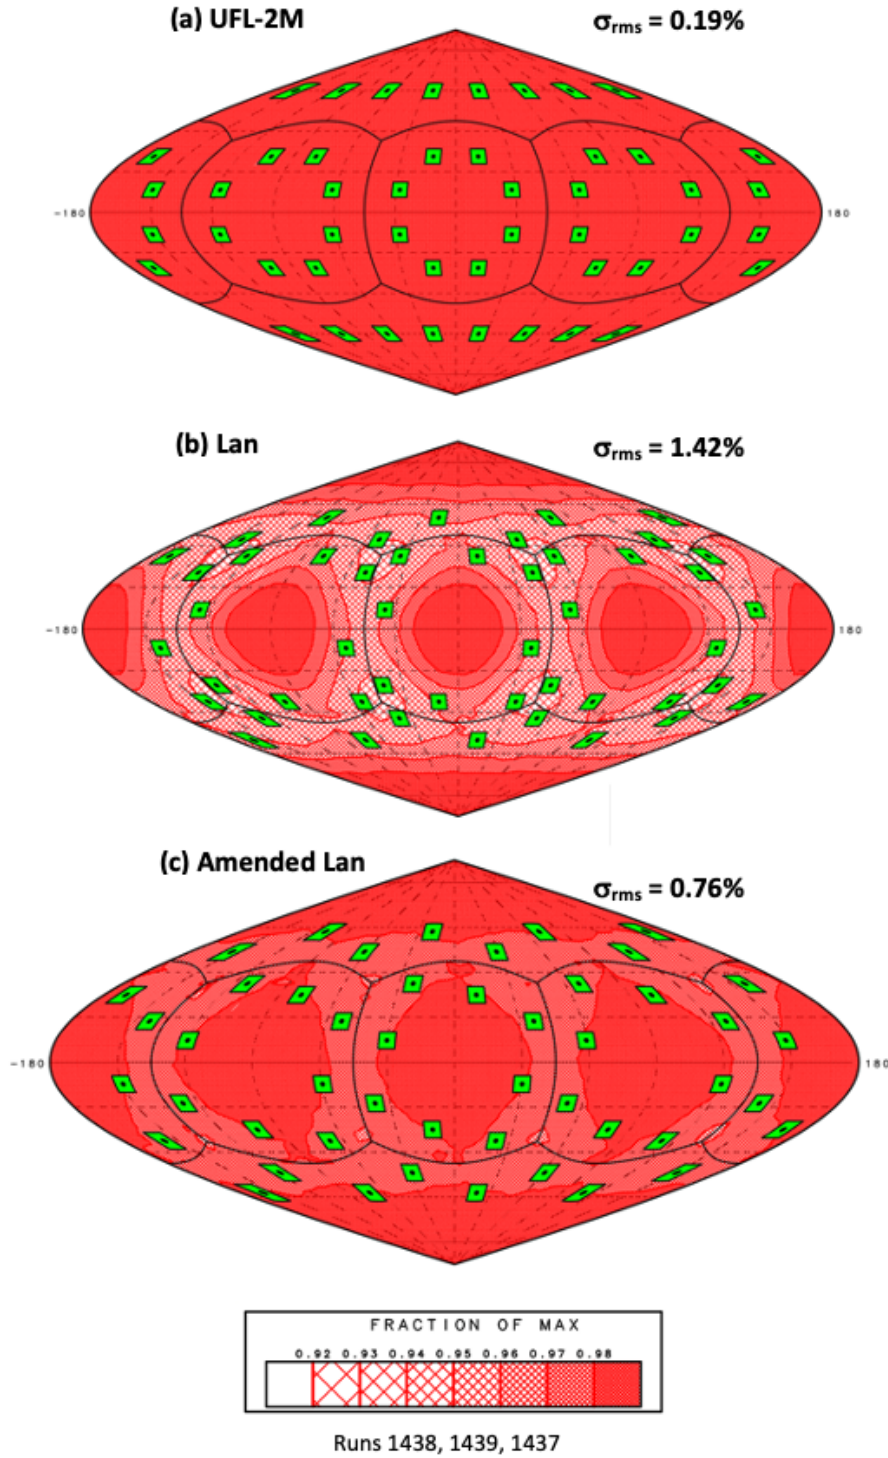 (a) UFL-2M
σrms = 0.19%
-180
180
(b) Lan
σrms = 1.42%
-180
180
(c) Amended Lan
σrms = 0.76%
-180
180
FRACTION OF MAX
0.92 0.93 0.94 0.95 0.96 0.97 0.98
Runs 1438, 1439, 1437